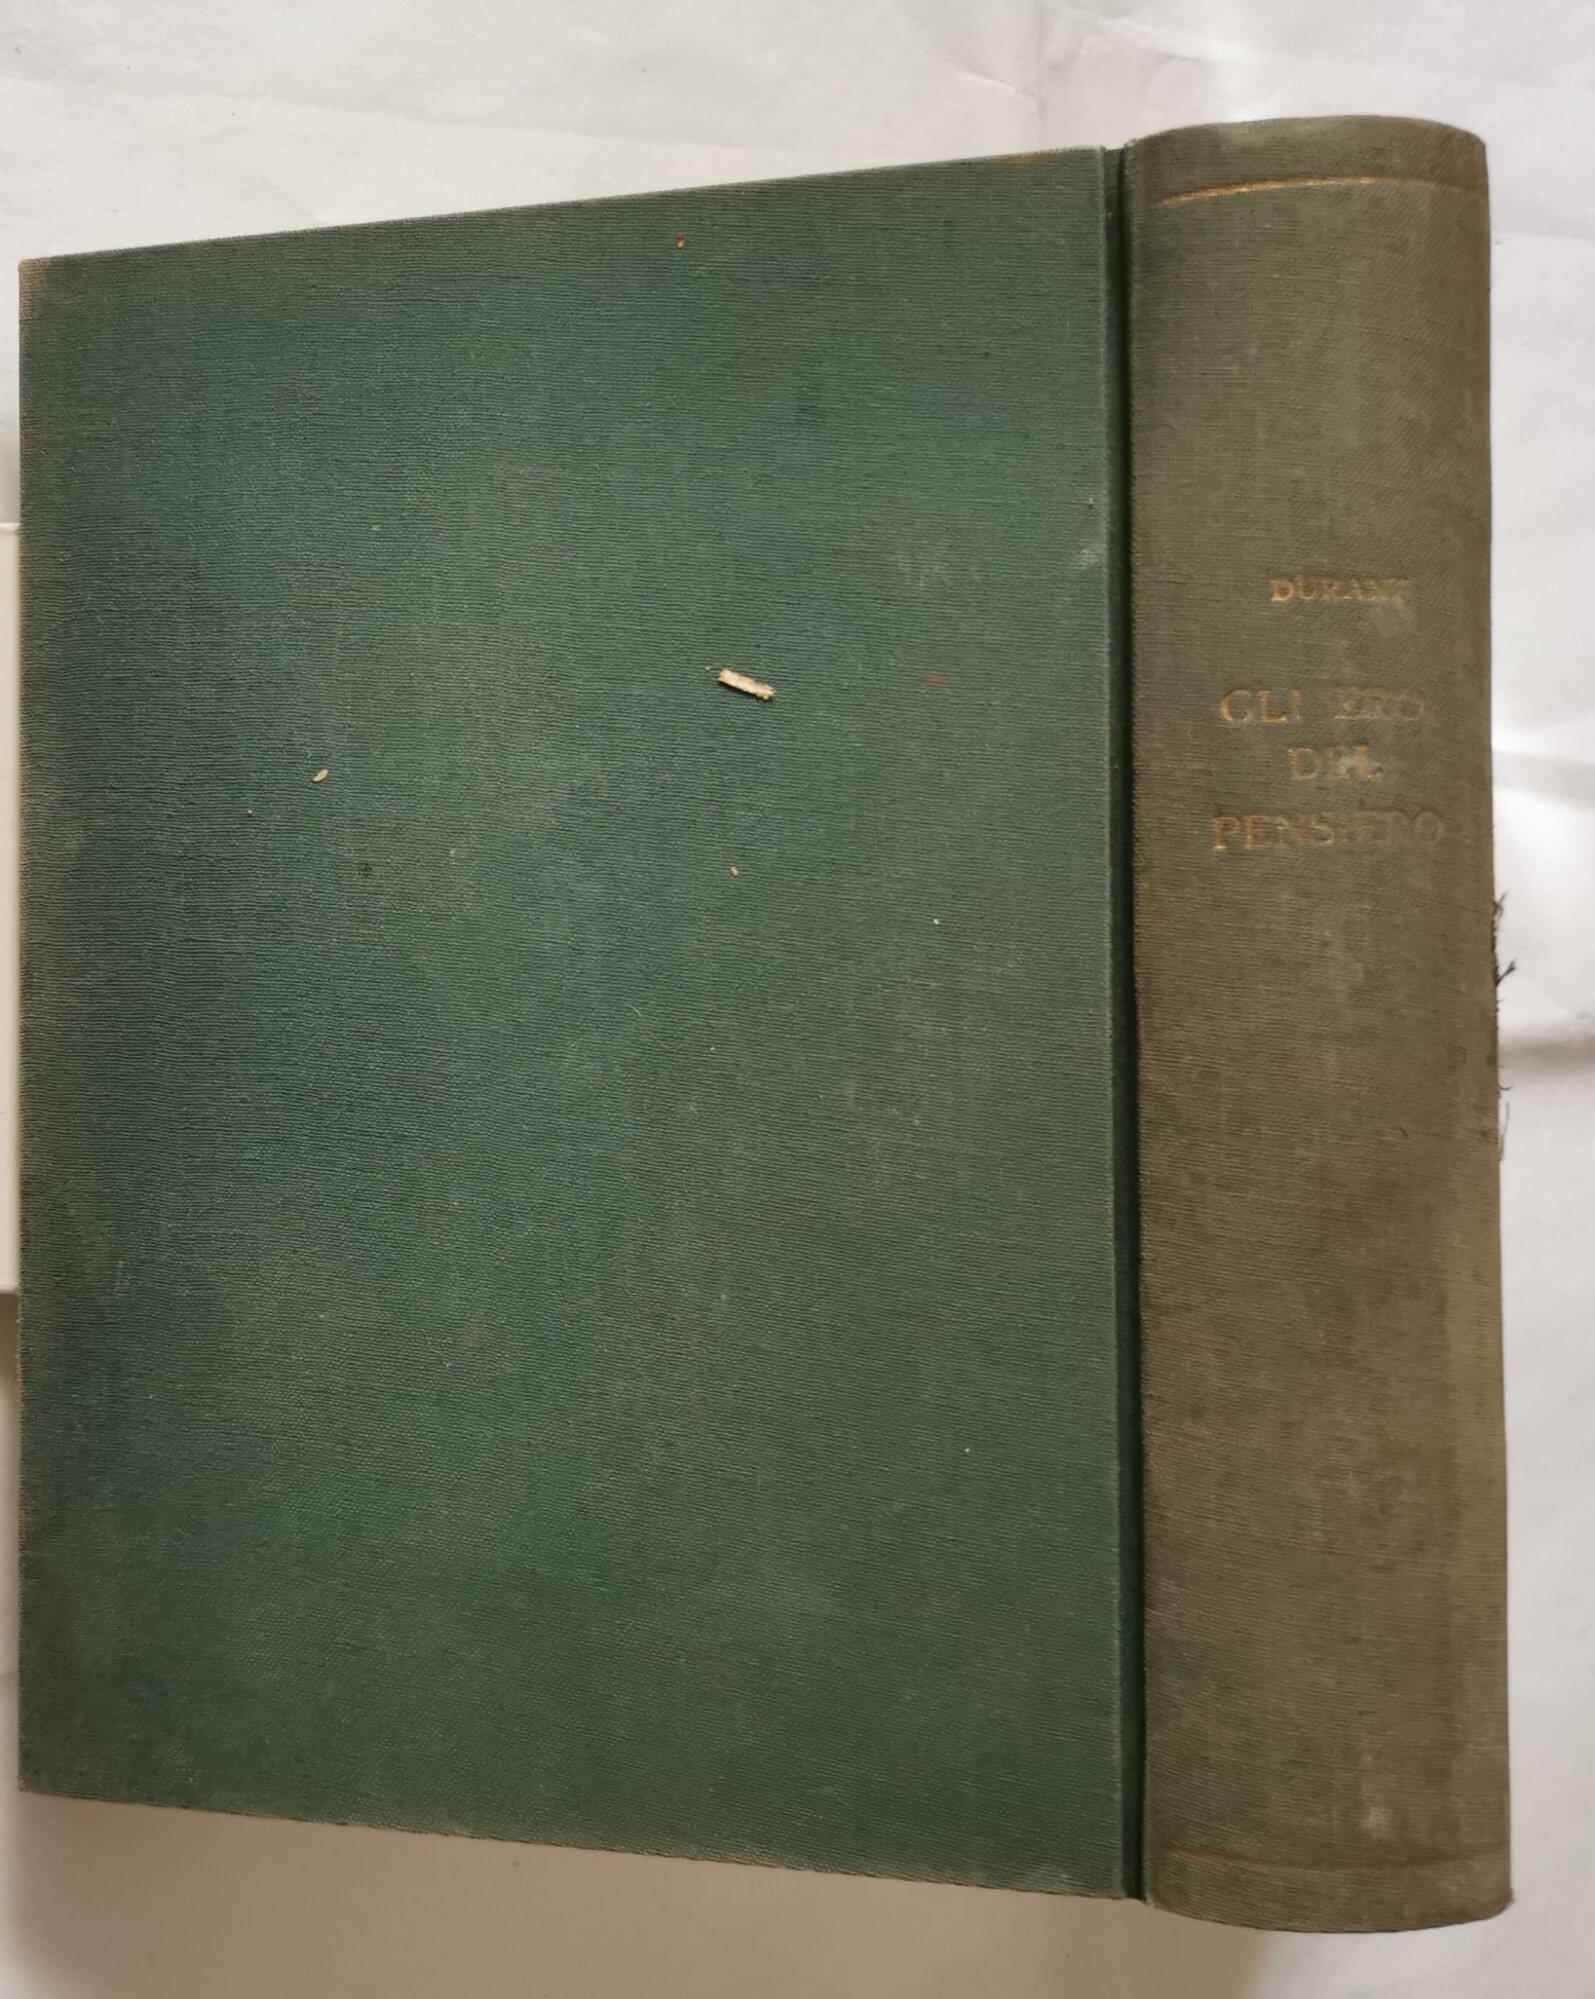 DURANT
GLI EROI
DEL
PENSIERO